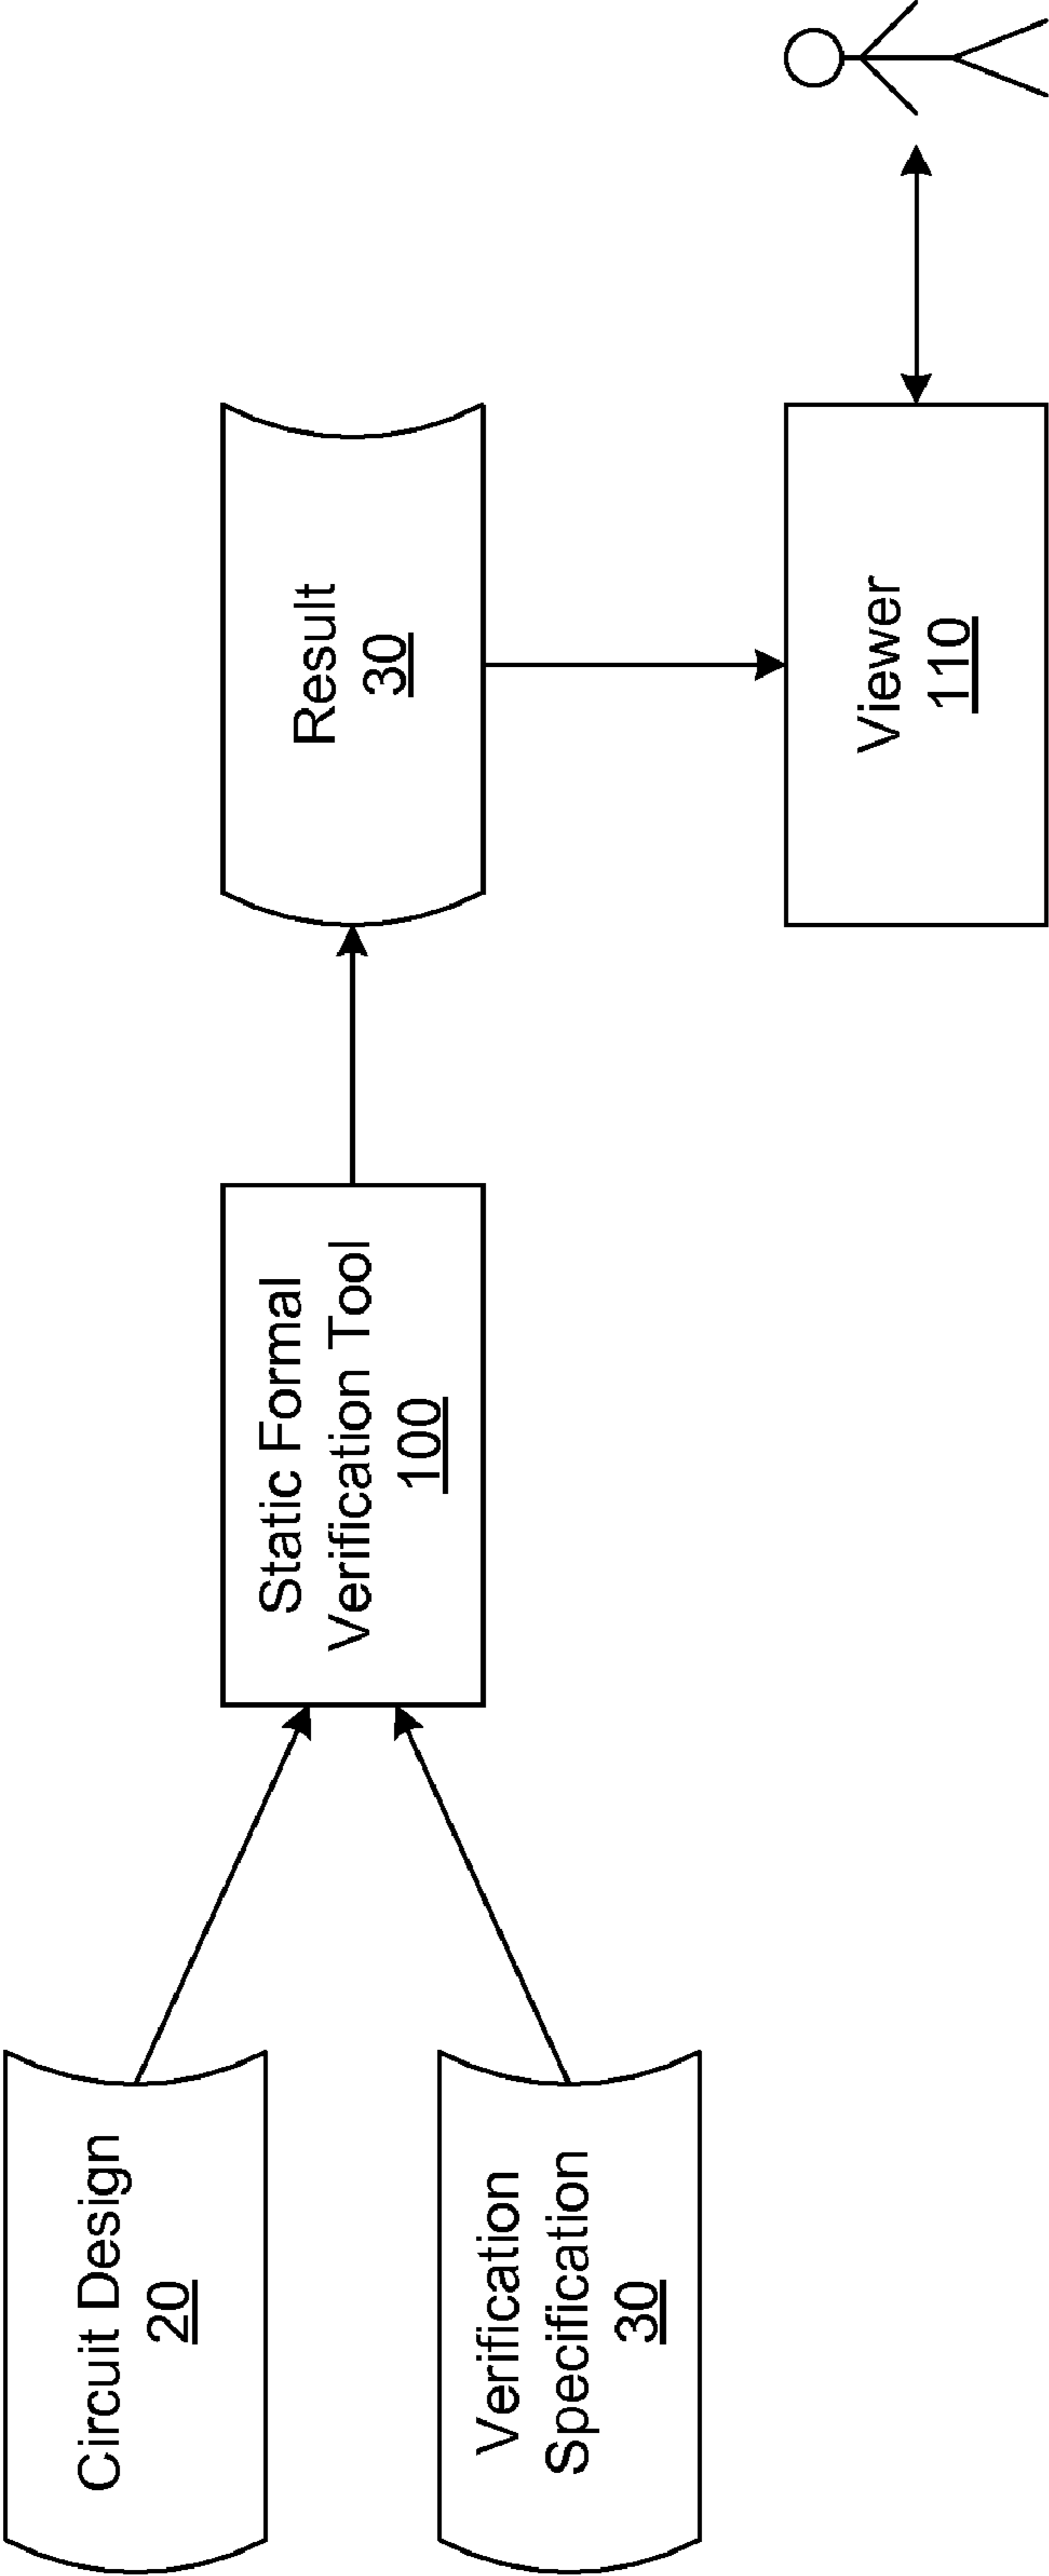 Circuit Design
20
Verification
Specification
30
Static Formal
Verification Tool
100
Result
30
Viewer
110